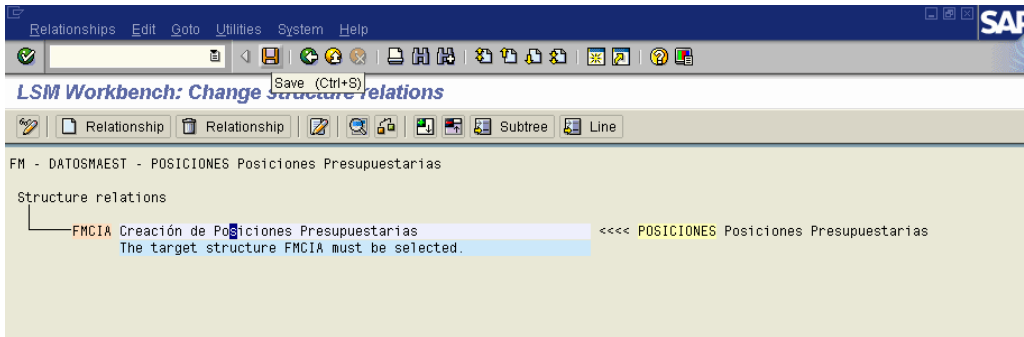 Relationships Edit Goto Utilities System Help
SAP
Save (Ctrl+S)
LSM Workbench: Change structure relations
Relationship Relationship Subtree Line
FM - DATOSMAEST - POSICIONES Posiciones Presupuestarias
Structure relations
FMCIA Creación de Posiciones Presupuestarias <<<< POSICIONES Posiciones Presupuestarias
The target structure FMCIA must be selected.